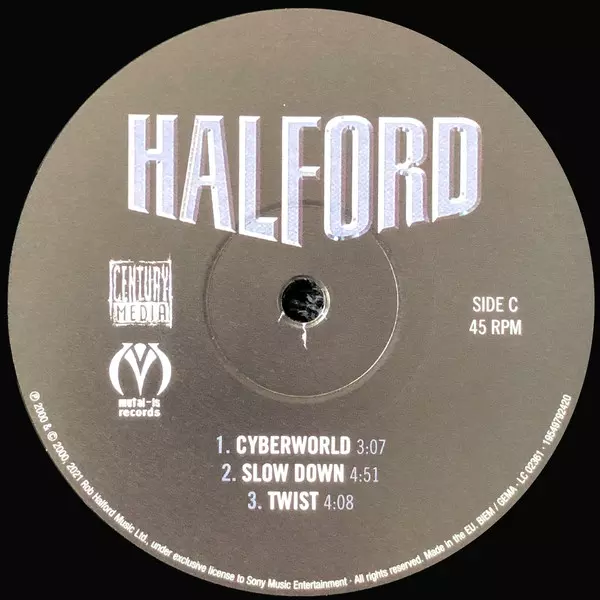 HALFORD
CENTURY
MEDIA
metal-is
records
SIDE C
45 RPM
1. CYBERWORLD 3:07
2. SLOW DOWN 4:51
3. TWIST 4:08
℗ 2000 & © 2000, 2021 Rob Halford Music Ltd., under exclusive license to Sony Music Entertainment · All rights reserved. Made in the EU. BIEM / GEMA · LC 02361 · 19549792420